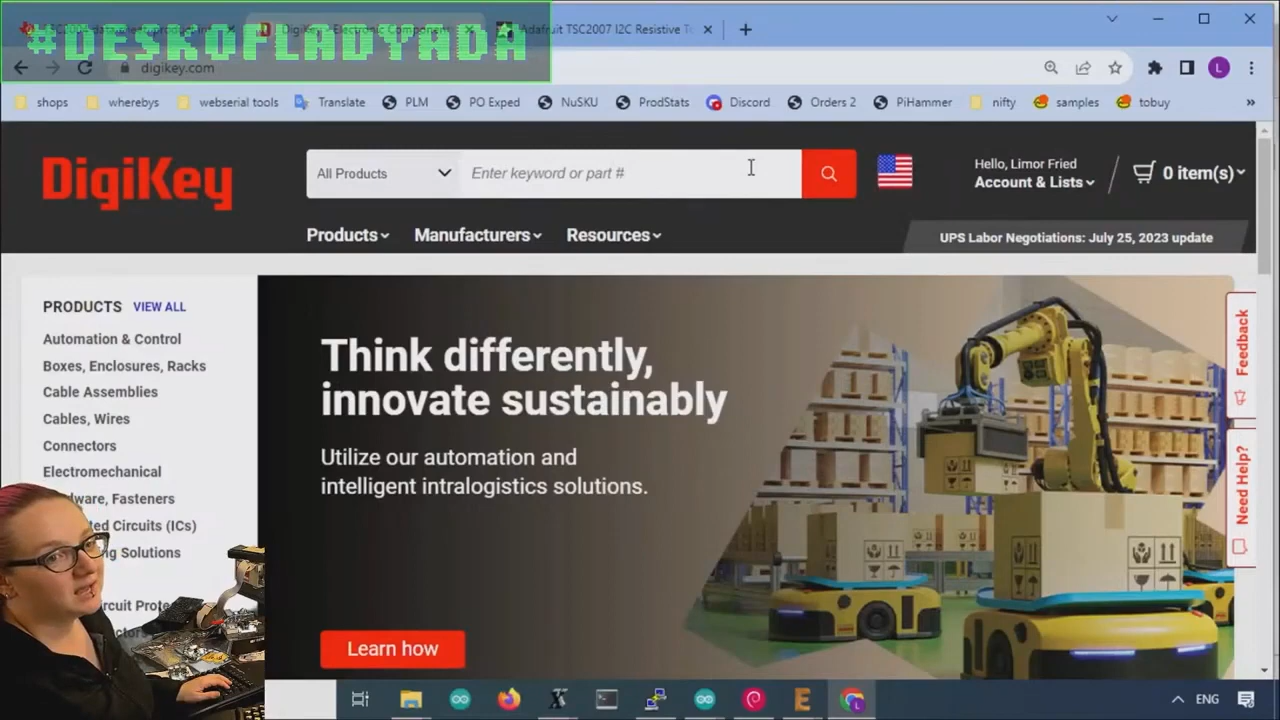 #DESKOFLADYADA
Adafruit TSC2007 I2C Resistive
digikey.com
L
shops
wherebys
webserial tools
Translate
PLM
PO Exped
NuSKU
ProdStats
Discord
Orders 2
PiHammer
nifty
samples
tobuy
»
DigiKey
All Products
Enter keyword or part #
Hello, Limor Fried
Account & Lists
0 item(s)
Products
Manufacturers
Resources
UPS Labor Negotiations: July 25, 2023 update
PRODUCTS VIEW ALL
Automation & Control
Boxes, Enclosures, Racks
Cable Assemblies
Cables, Wires
Connectors
Electromechanical
dware, Fasteners
ted Circuits (ICs)
ng Solutions
rcuit Prote
Think differently,
innovate sustainably
Utilize our automation and
intelligent intralogistics solutions.
Learn how
Feedback
Need Help?
ENG